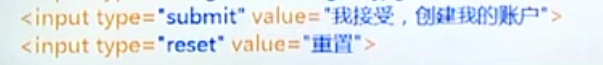 <input type="submit" value="我接受，创建我的账户">
<input type="reset" value="重置">